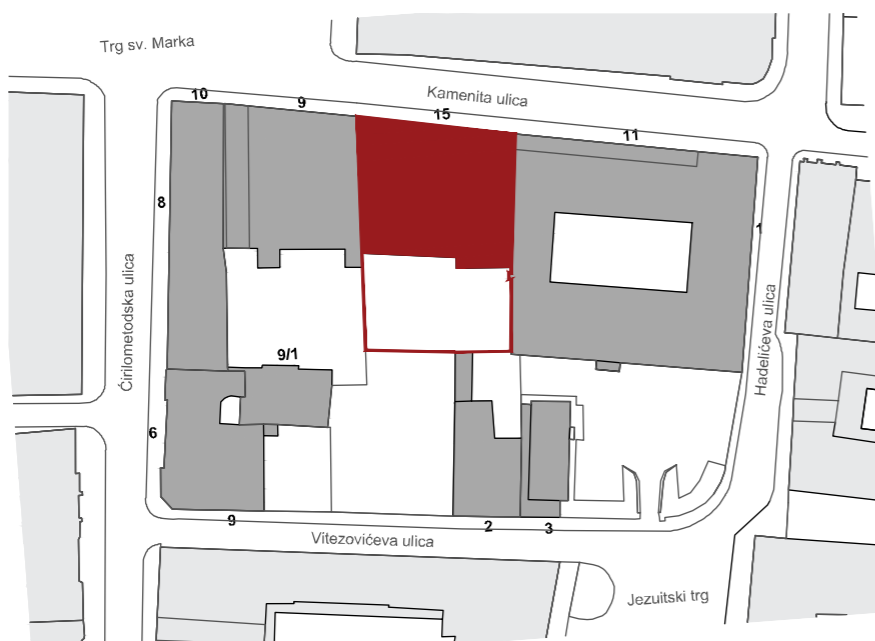 Trg sv. Marka
Kamenita ulica
10
9
15
11
8
1
Ćirilometodska ulica
Hadelićeva ulica
9/1
6
9
2
3
Vitezovićeva ulica
Jezuitski trg